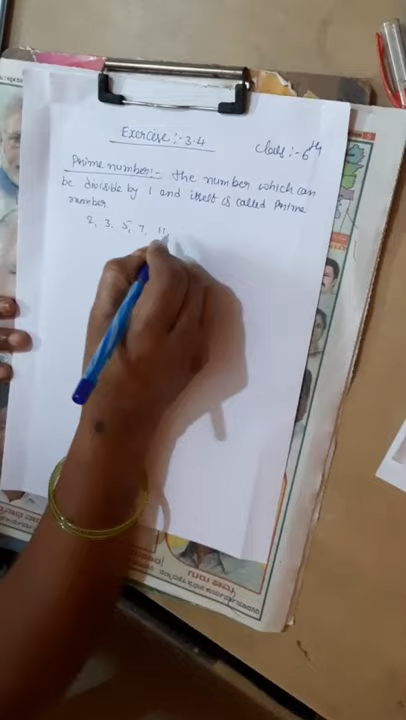 Exercise :- 3.4
Class :- 6th
Prime number :- the number which can
be divisible by 1 and itself is called Prime
number.
2, 3, 5, 7, 11,
ಗುರು